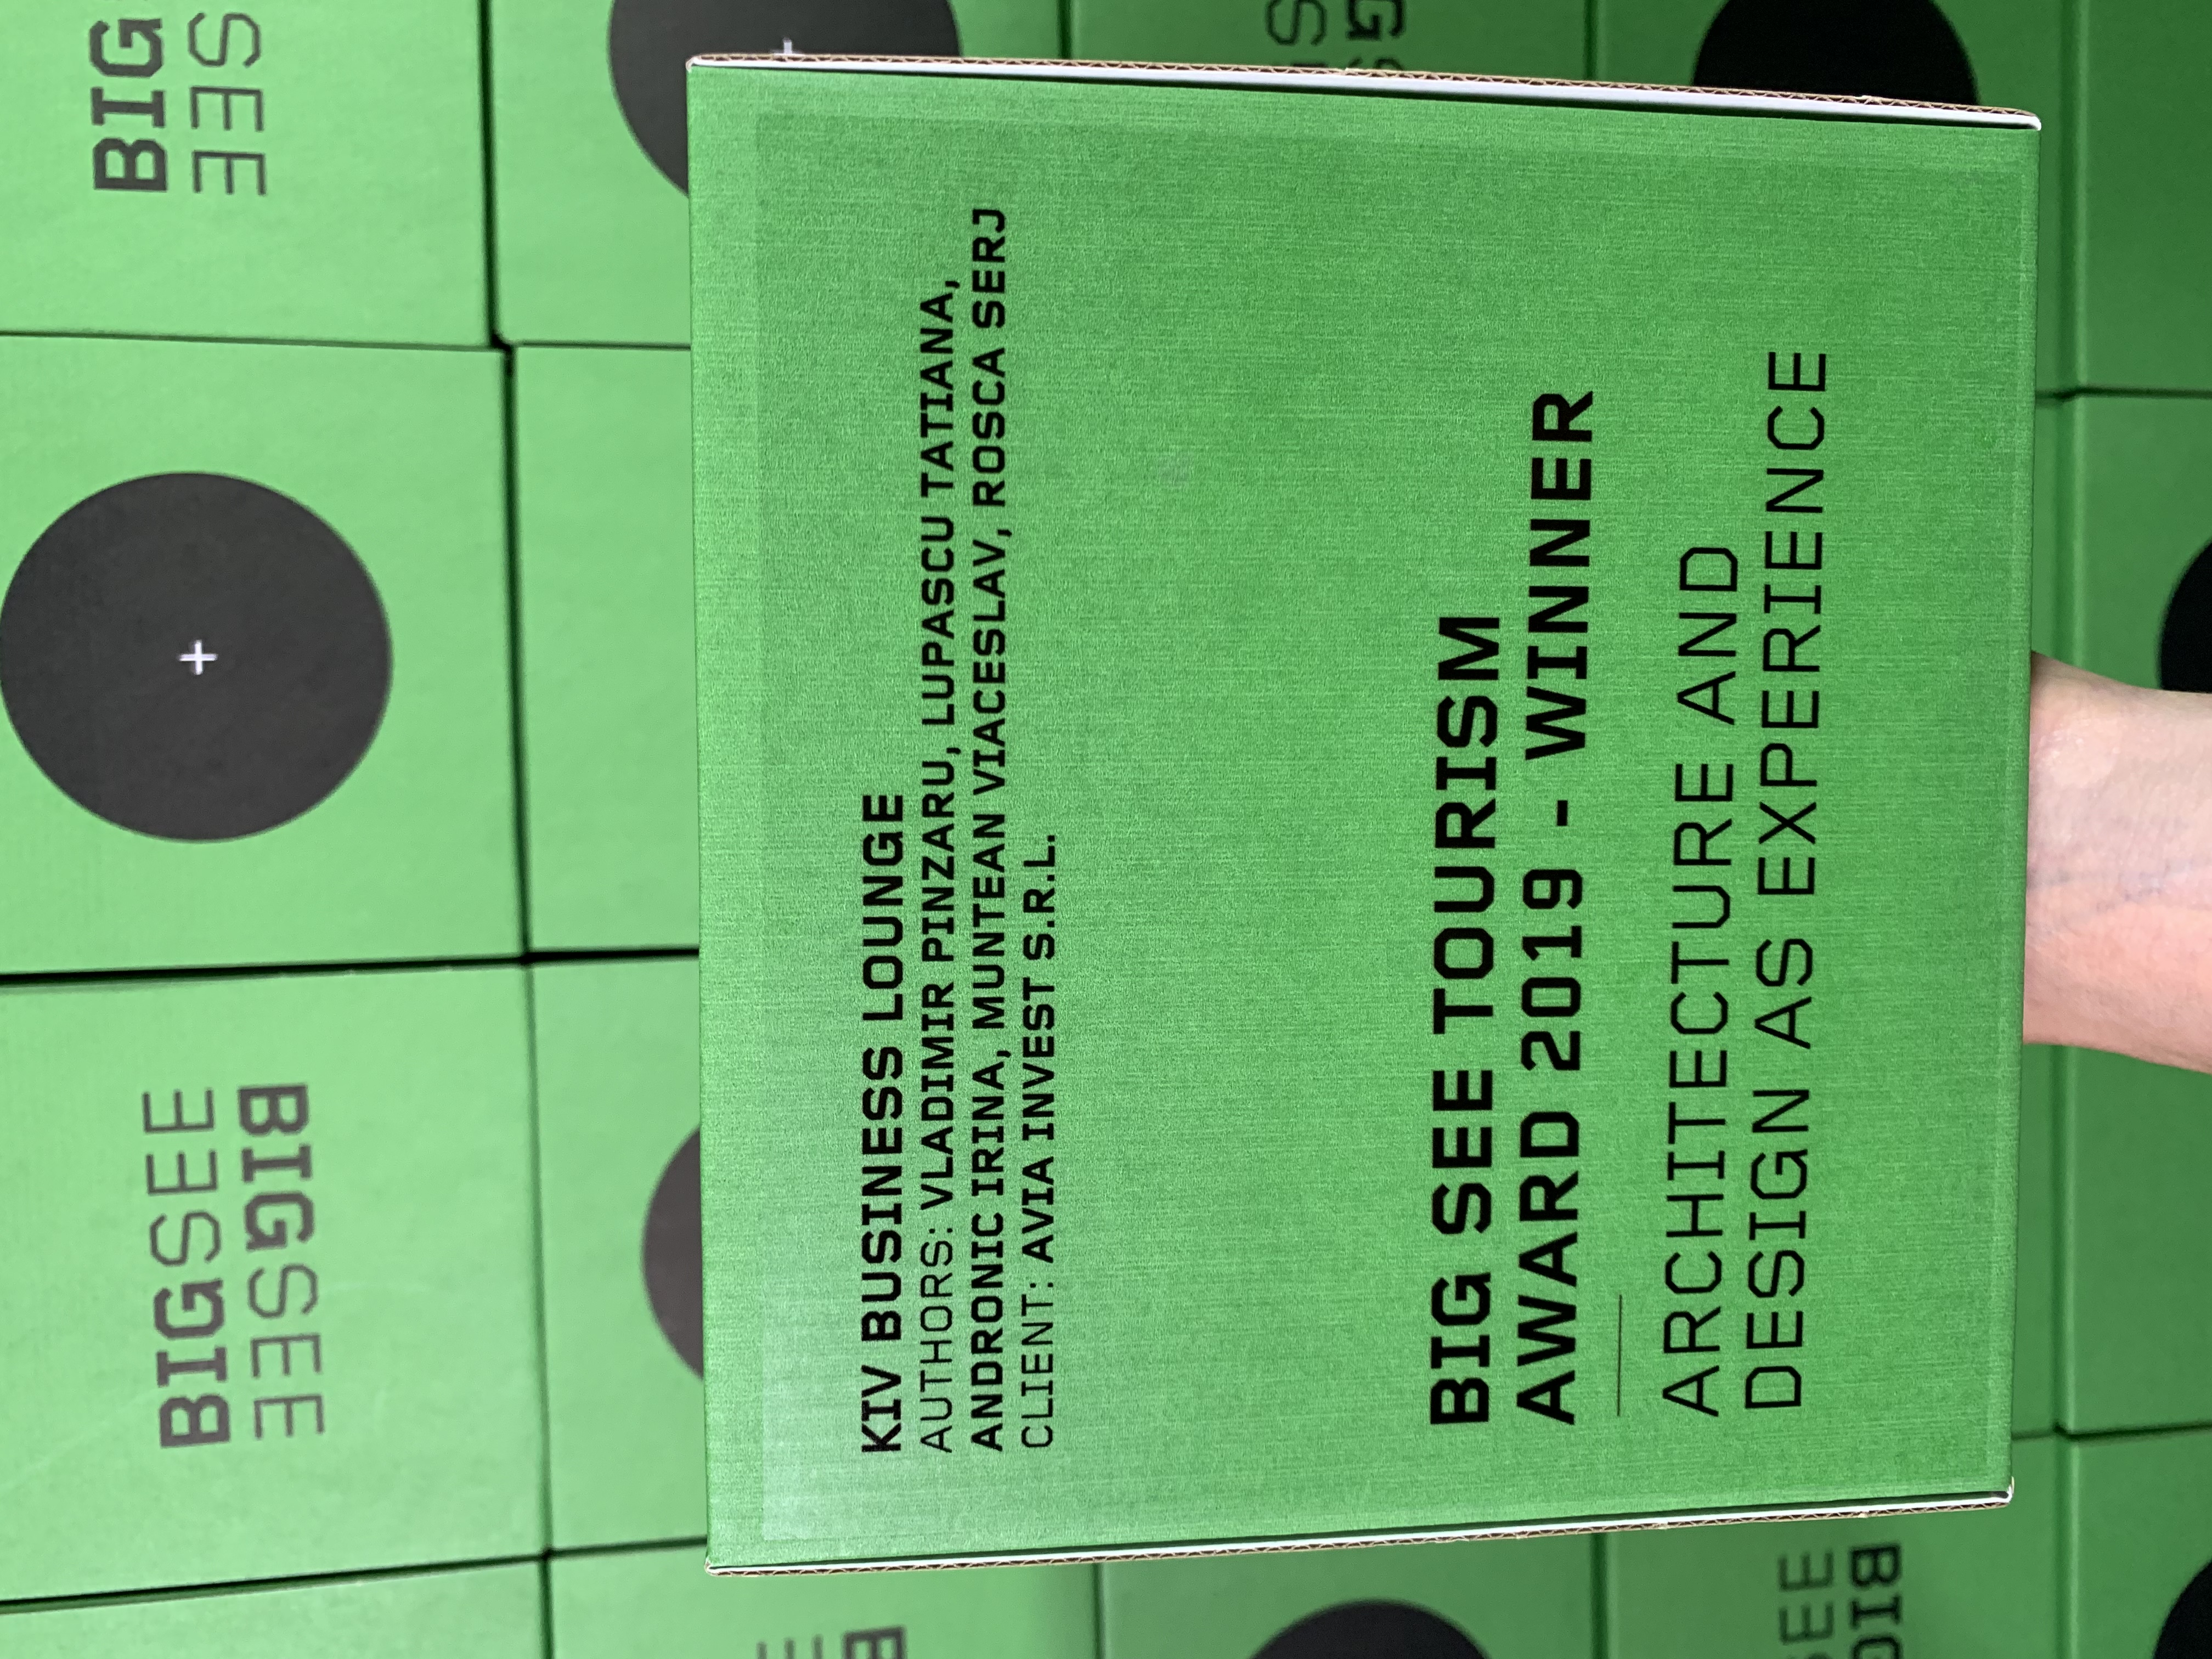 KIV BUSINESS LOUNGE
AUTHORS: VLADIMIR PINZARU, LUPASCU TATIANA,
ANDRONIC IRINA, MUNTEAN VIACESLAV, ROSCA SERJ
CLIENT: AVIA INVEST S.R.L.
BIG SEE TOURISM
AWARD 2019 - WINNER
ARCHITECTURE AND
DESIGN AS EXPERIENCE
BIG
SEE
BIGSEE
BIGSEE